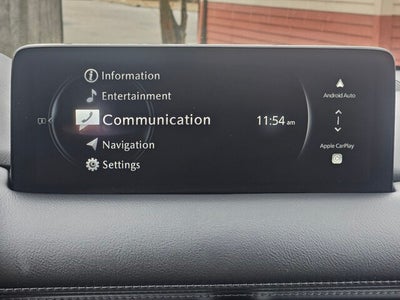 Information
Entertainment
Communication
Navigation
Settings
11:54 am
Android Auto
Apple CarPlay